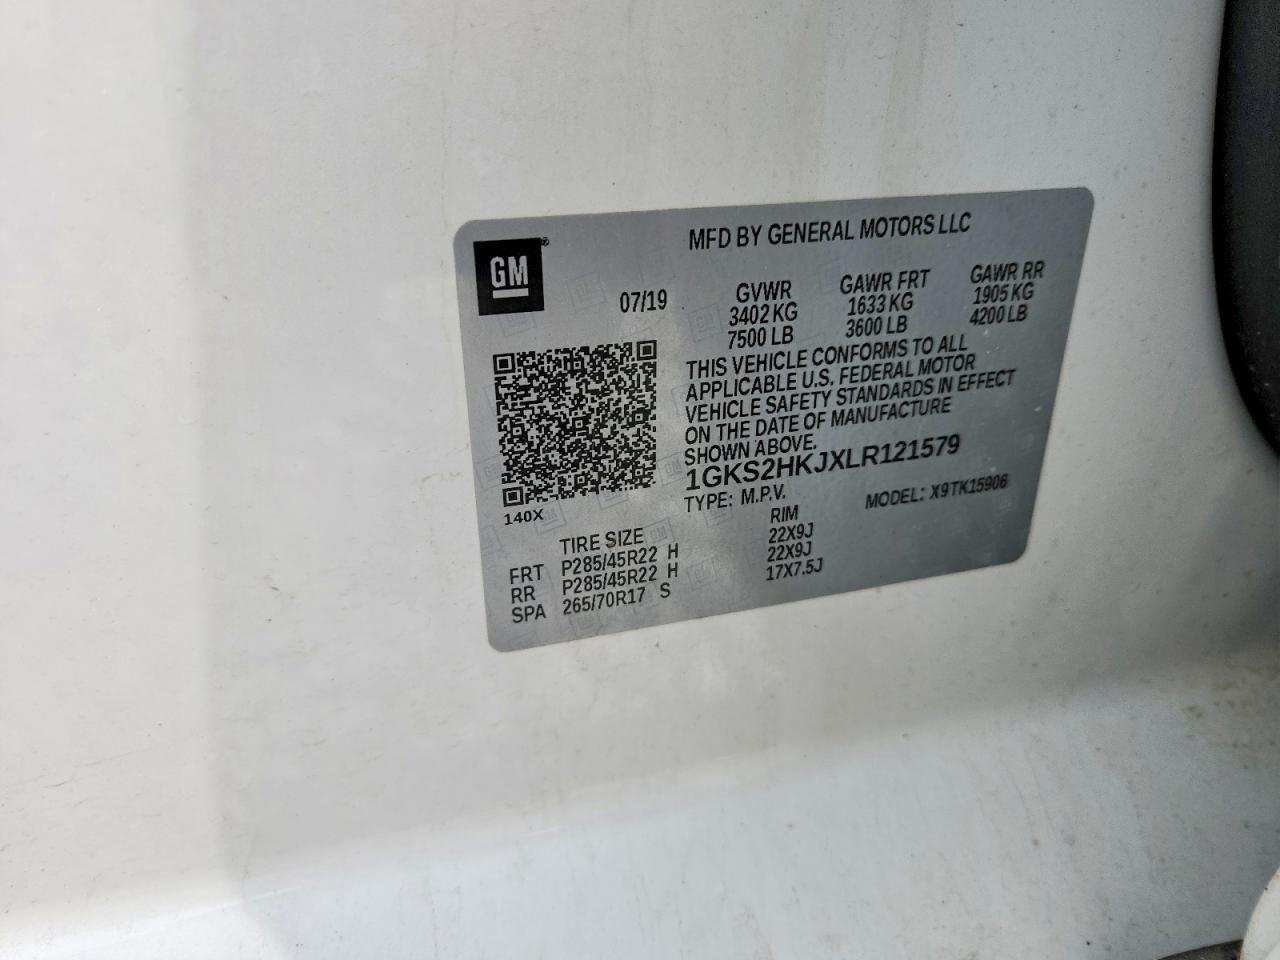 GM®
MFD BY GENERAL MOTORS LLC
07/19
GVWR GAWR FRT GAWR RR
3402 KG 1633 KG 1905 KG
7500 LB 3600 LB 4200 LB
THIS VEHICLE CONFORMS TO ALL
APPLICABLE U.S. FEDERAL MOTOR
VEHICLE SAFETY STANDARDS IN EFFECT
ON THE DATE OF MANUFACTURE
SHOWN ABOVE.
1GKS2HKJXLR121579
TYPE: M.P.V. MODEL: X9TK15906
140X
TIRE SIZE RIM
FRT P285/45R22 H 22X9J
RR P285/45R22 H 22X9J
SPA 265/70R17 S 17X7.5J